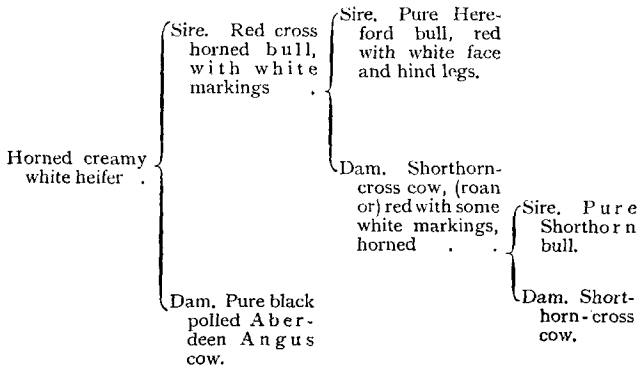 Horned creamy
white heifer .
Sire. Red cross
horned bull,
with white
markings .
Dam. Pure black
polled Aber-
deen Angus
cow.
Sire. Pure Here-
ford bull, red
with white face
and hind legs.
Dam. Shorthorn-
cross cow, (roan
or) red with some
white markings,
horned . .
Sire. Pure
Shorthorn
bull.
Dam. Short-
horn-cross
cow.